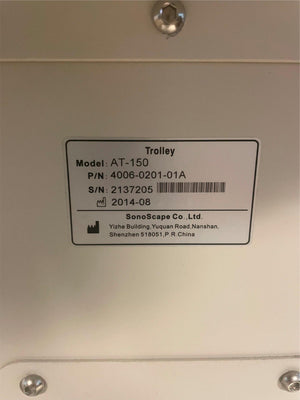 Trolley
Model: AT-150
P/N: 4006-0201-01A
S/N: 2137205
2014-08
SonoScape Co.,Ltd.
Yizhe Building,Yuquan Road,Nanshan,
Shenzhen 518051,P.R.China